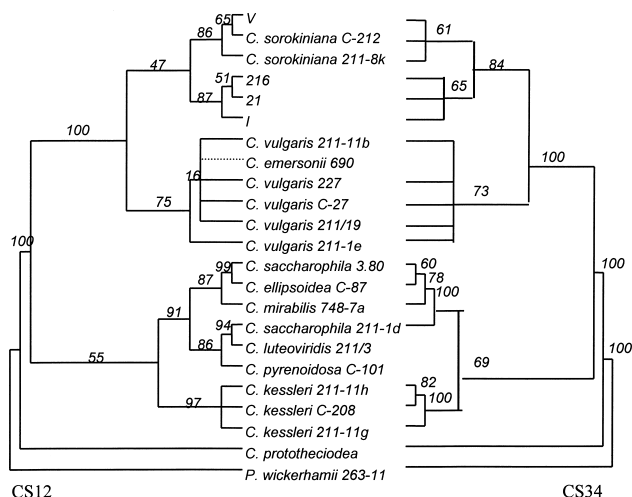 65 V 61
86 C. sorokiniana C-212
C. sorokiniana 211-8k 84
47 51 216 65
87 21
I
100 C. vulgaris 211-11b
C. emersonii 690 100
16 C. vulgaris 227 73
75 C. vulgaris C-27
C. vulgaris 211/19
100 C. vulgaris 211-1e
99 C. saccharophila 3.80 60 100
87 C. ellipsoidea C-87 78
C. mirabilis 748-7a 100
91 94 C. saccharophila 211-1d
86 C. luteoviridis 211/3 100
55 C. pyrenoidosa C-101 69
C. kessleri 211-11h 82
97 C. kessleri C-208 100
C. kessleri 211-11g
C. prototheciodea
P. wickerhamii 263-11
CS12 CS34